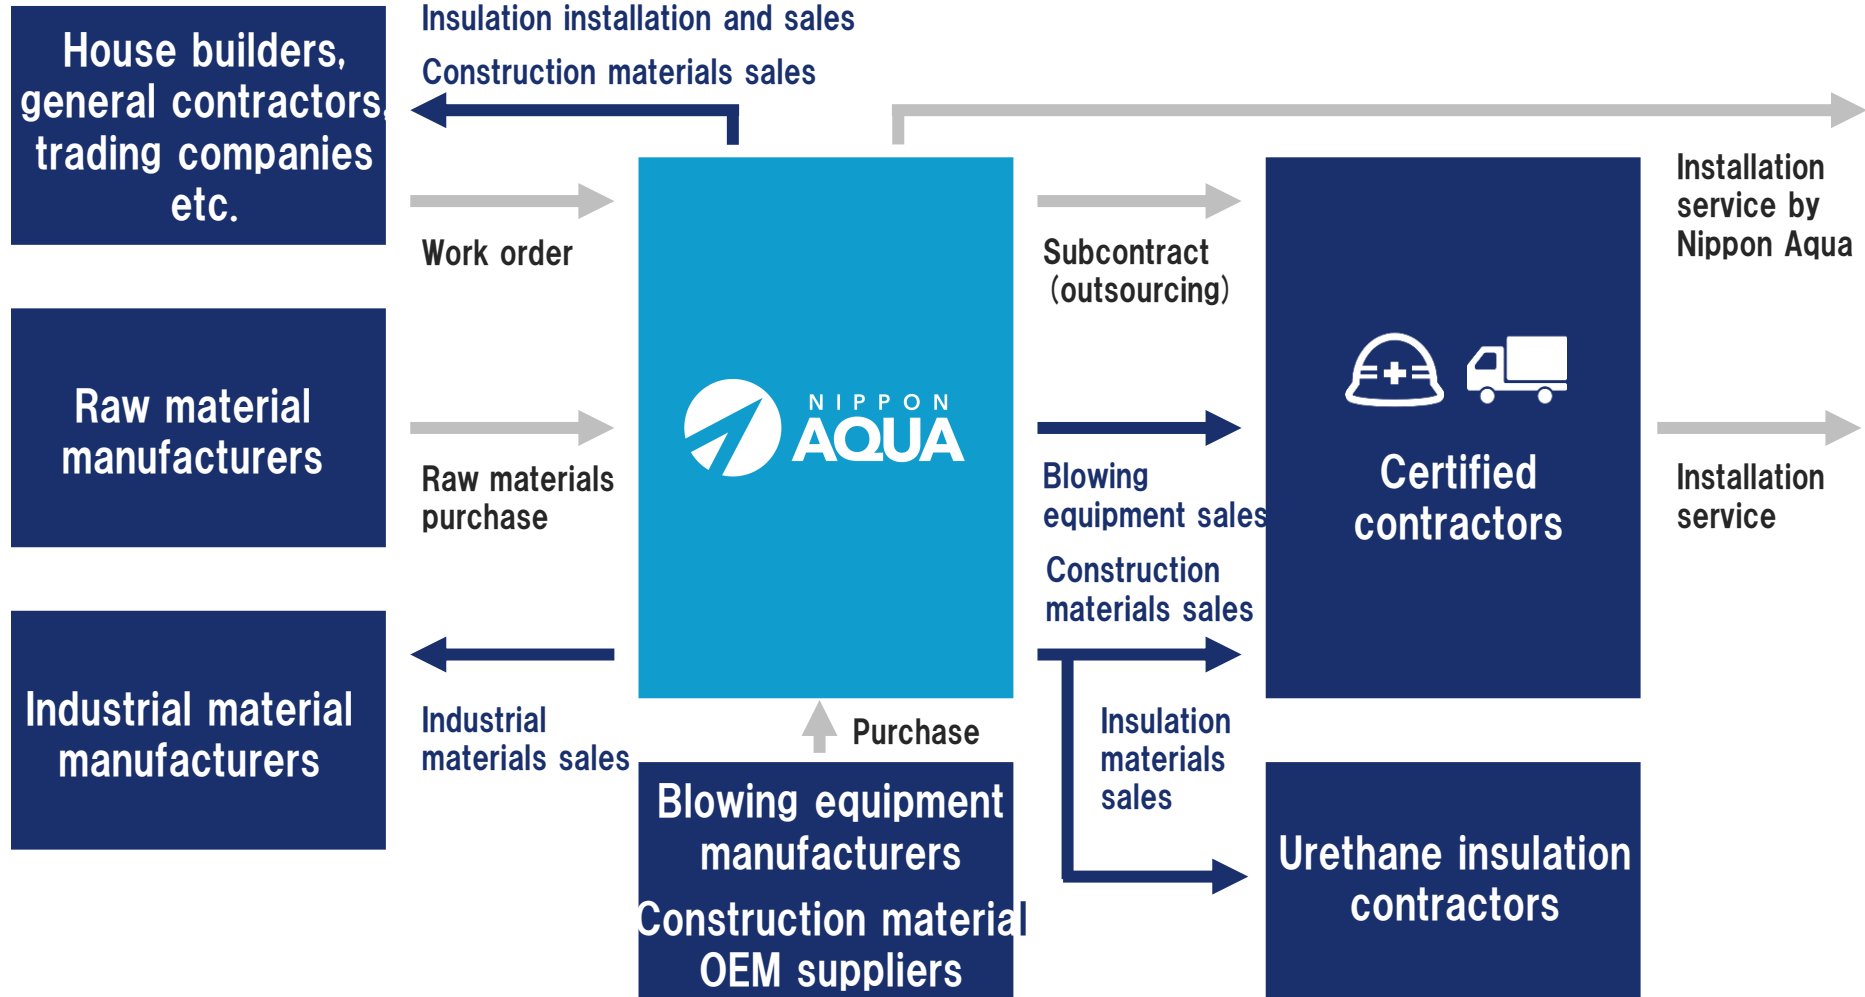 House builders,
general contractors,
trading companies
etc.
Insulation installation and sales
Construction materials sales
Work order
Raw material
manufacturers
Raw materials
purchase
Industrial material
manufacturers
Industrial
materials sales
NIPPON
AQUA
Purchase
Blowing equipment
manufacturers
Construction material
OEM suppliers
Subcontract
(outsourcing)
Blowing
equipment sales
Construction
materials sales
Insulation
materials
sales
Certified
contractors
Urethane insulation
contractors
Installation
service by
Nippon Aqua
Installation
service